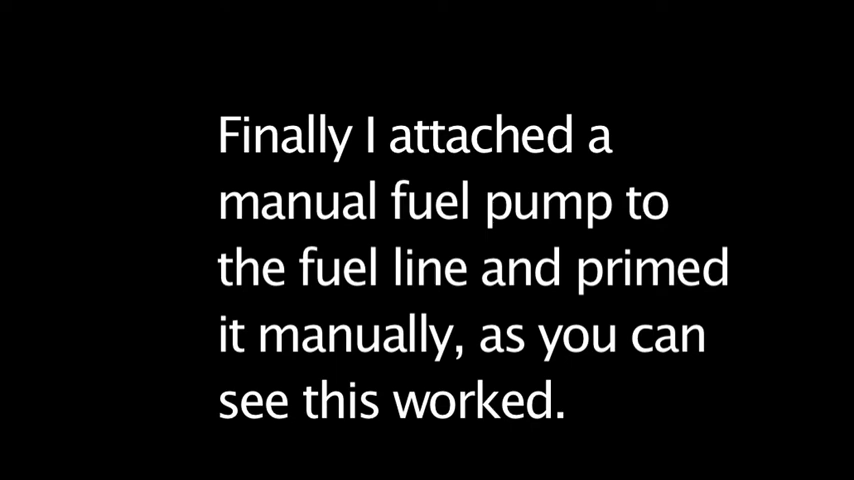 Finally I attached a
manual fuel pump to
the fuel line and primed
it manually, as you can
see this worked.